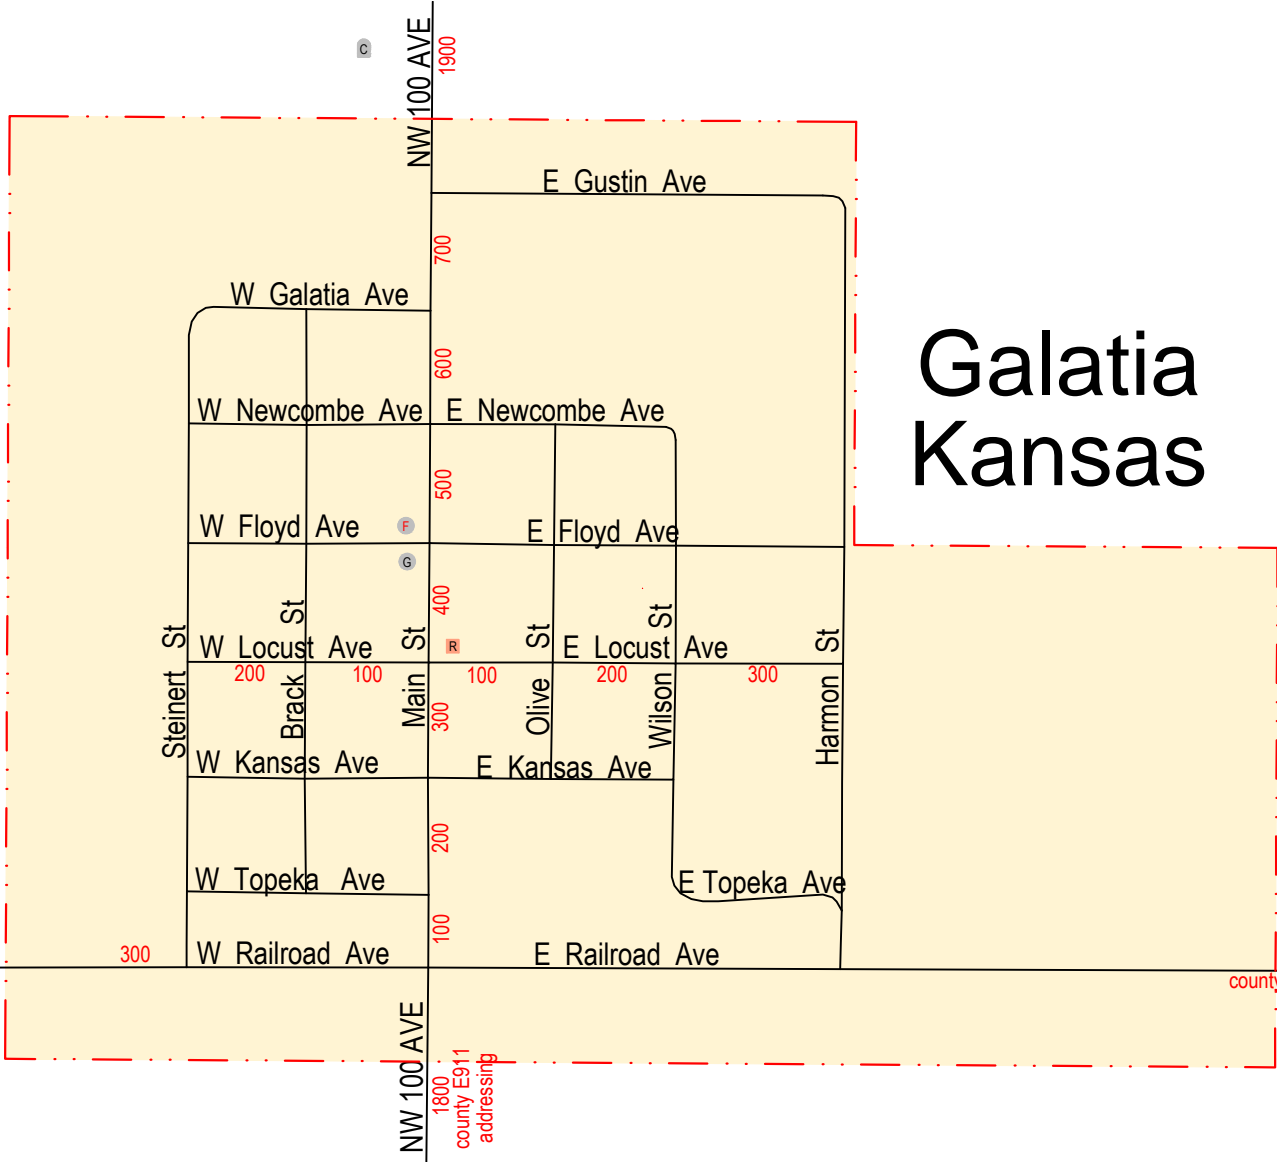 C
NW 100 AVE
1900
E Gustin Ave
700
W Galatia Ave
600
Galatia
Kansas
W Newcombe Ave
E Newcombe Ave
500
W Floyd Ave
F
E Floyd Ave
G
400
Steinert St
Brack St
Main St
Olive St
Wilson St
Harmon St
W Locust Ave
R
E Locust Ave
200
100
100
200
300
300
W Kansas Ave
E Kansas Ave
200
W Topeka Ave
E Topeka Ave
100
300
W Railroad Ave
E Railroad Ave
county
NW 100 AVE
1800
county E911
addressing